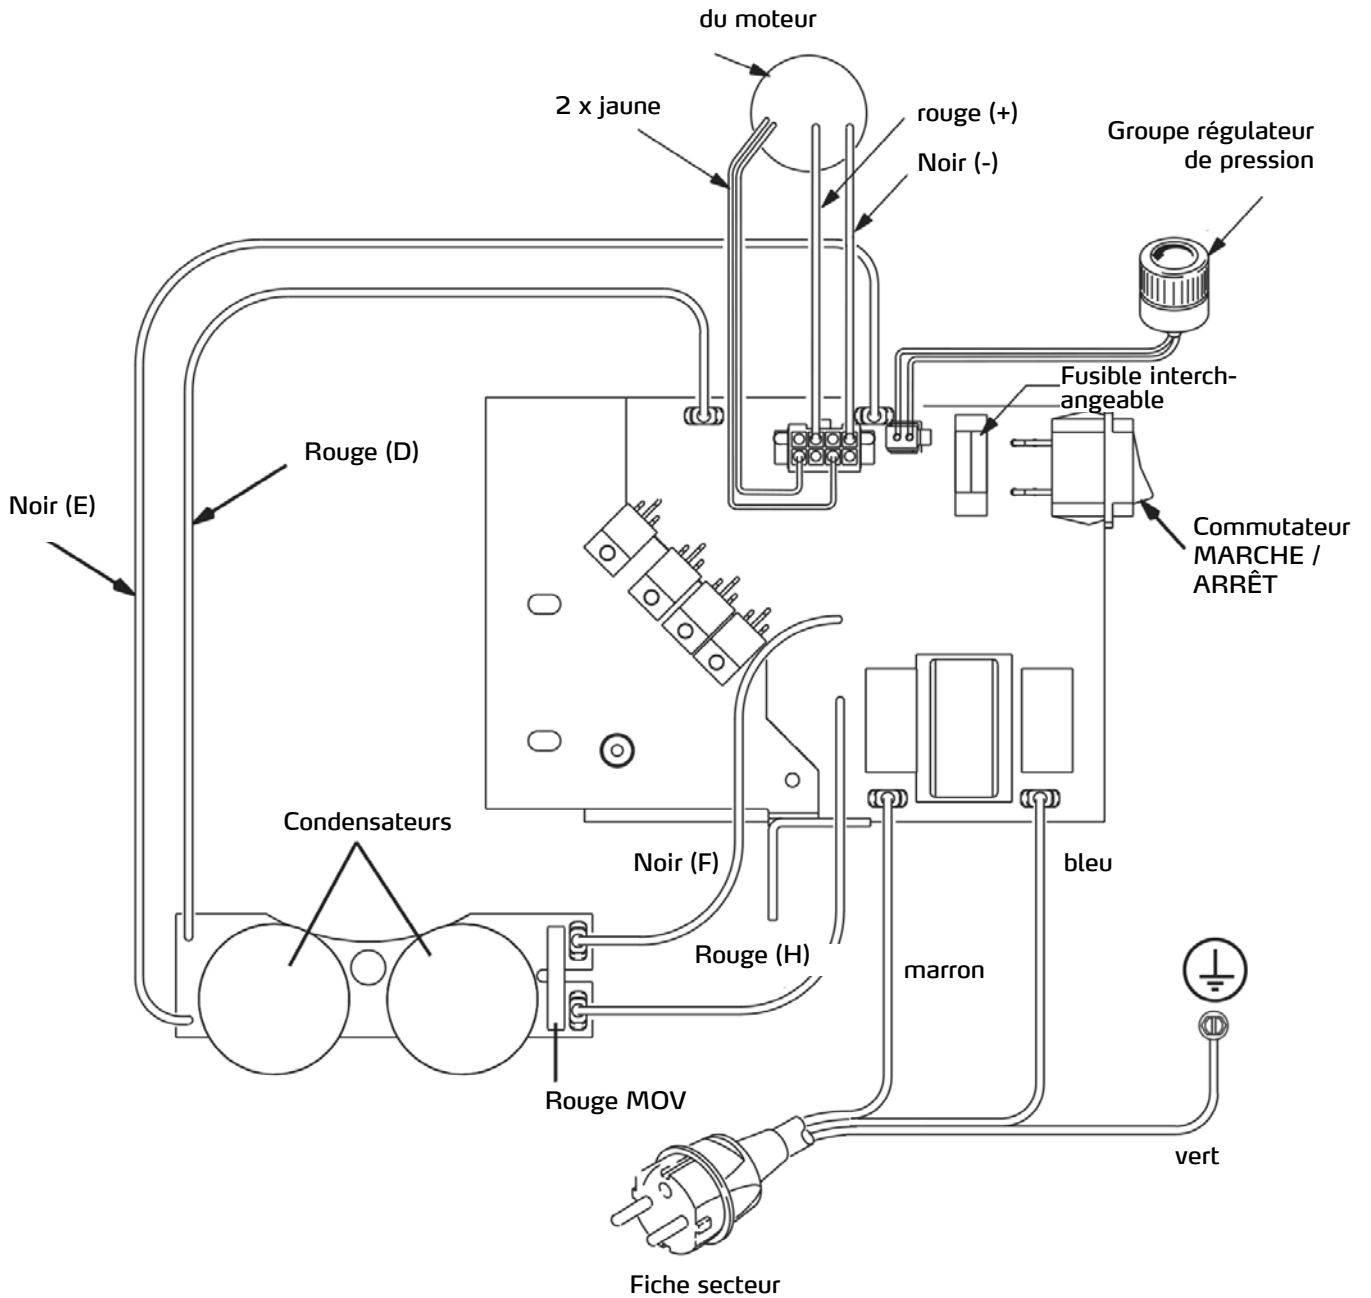 du moteur
2 x jaune
rouge (+)
Noir (-)
Groupe régulateur
de pression
Fusible interch-
angeable
Rouge (D)
Noir (E)
Commutateur
MARCHE /
ARRÊT
Condensateurs
Noir (F)
bleu
Rouge (H)
marron
Rouge MOV
vert
Fiche secteur